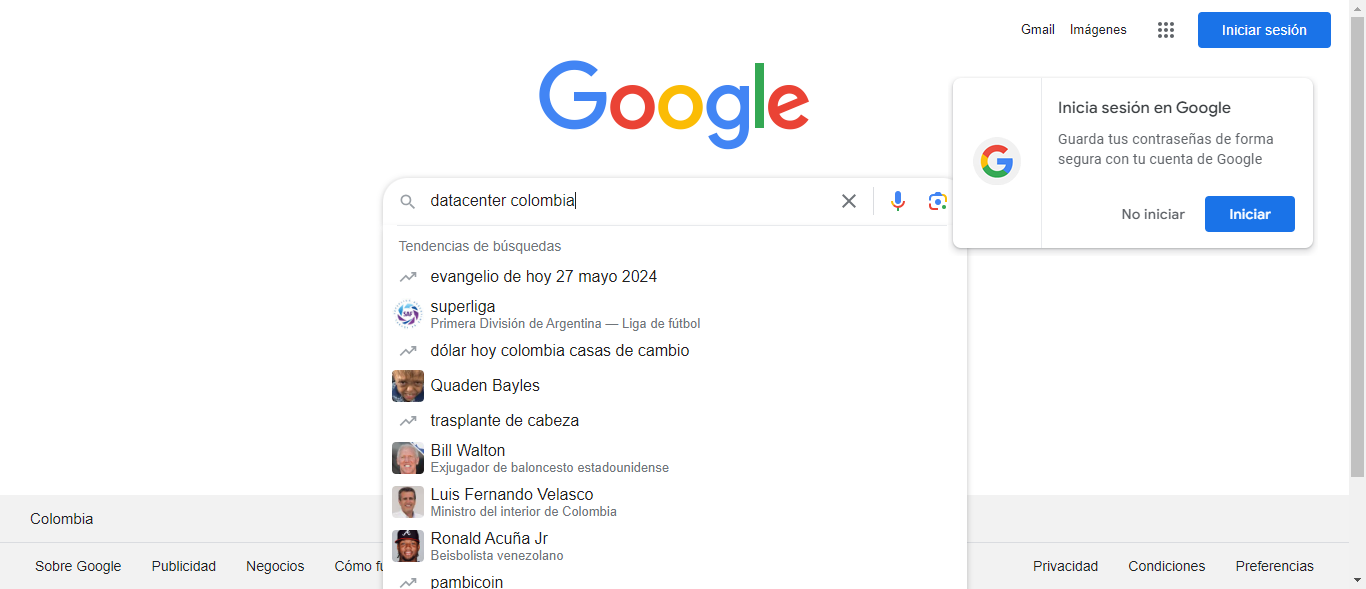 Gmail Imágenes Iniciar sesión
Google
Inicia sesión en Google
Guarda tus contraseñas de forma
segura con tu cuenta de Google
No iniciar Iniciar
datacenter colombia
Tendencias de búsquedas
evangelio de hoy 27 mayo 2024
superliga
Primera División de Argentina — Liga de fútbol
dólar hoy colombia casas de cambio
Quaden Bayles
trasplante de cabeza
Bill Walton
Exjugador de baloncesto estadounidense
Luis Fernando Velasco
Ministro del interior de Colombia
Ronald Acuña Jr
Beisbolista venezolano
pambicoin
Colombia
Sobre Google Publicidad Negocios Cómo Privacidad Condiciones Preferencias